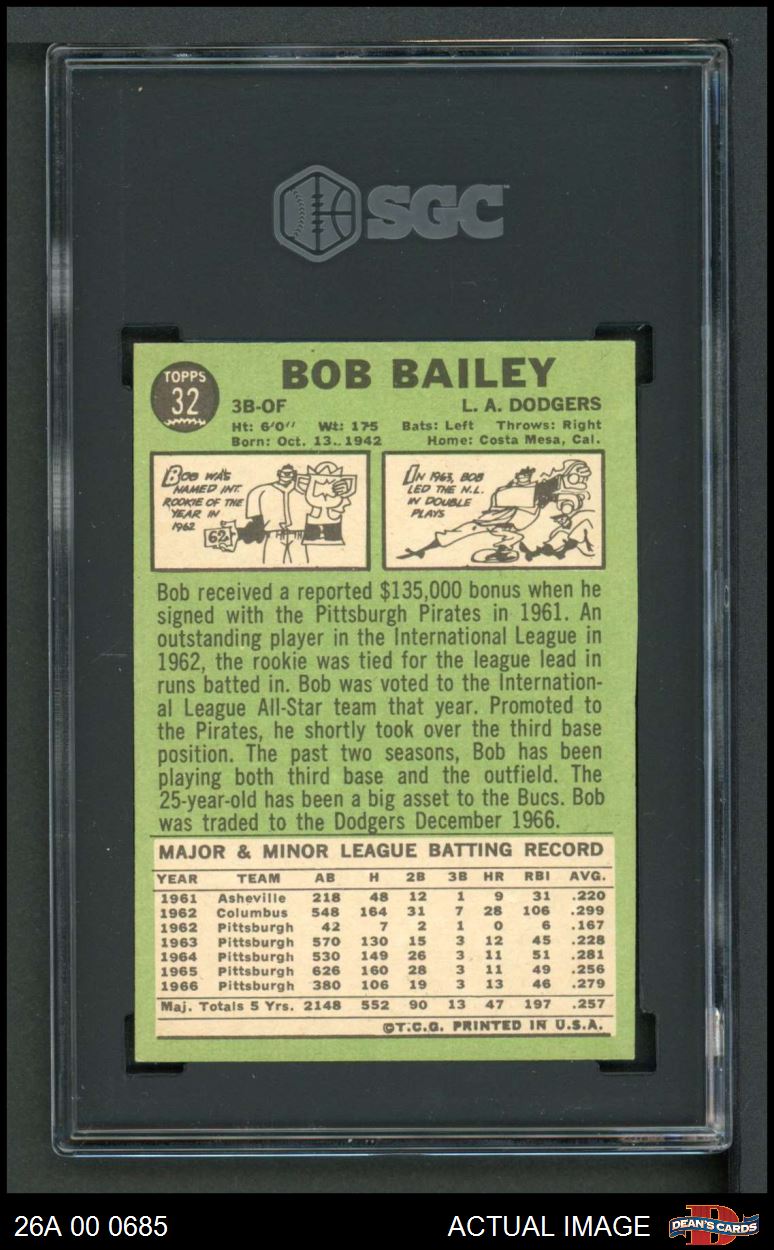 SGC
TOPPS
32
BOB BAILEY
3B-OF L. A. DODGERS
Ht: 6'0" Wt: 175 Bats: Left Throws: Right
Born: Oct. 13, 1942 Home: Costa Mesa, Cal.
BOB WAS
NAMED INT.
ROOKIE OF THE
YEAR IN
1962
62
IN 1963, BOB
LED THE N.L.
IN DOUBLE
PLAYS
Bob received a reported $135,000 bonus when he
signed with the Pittsburgh Pirates in 1961. An
outstanding player in the International League in
1962, the rookie was tied for the league lead in
runs batted in. Bob was voted to the Internation-
al League All-Star team that year. Promoted to
the Pirates, he shortly took over the third base
position. The past two seasons, Bob has been
playing both third base and the outfield. The
25-year-old has been a big asset to the Bucs. Bob
was traded to the Dodgers December 1966.
MAJOR & MINOR LEAGUE BATTING RECORD
YEAR TEAM AB H 2B 3B HR RBI AVG.
1961 Asheville 218 48 12 1 9 31 .220
1962 Columbus 548 164 31 7 28 106 .299
1962 Pittsburgh 42 7 2 1 0 6 .167
1963 Pittsburgh 570 130 15 3 12 45 .228
1964 Pittsburgh 530 149 26 3 11 51 .281
1965 Pittsburgh 626 160 28 3 11 49 .256
1966 Pittsburgh 380 106 19 3 13 46 .279
Maj. Totals 5 Yrs. 2148 552 90 13 47 197 .257
©T.C.G. PRINTED IN U.S.A.
26A 00 0685 ACTUAL IMAGE DEAN'S CARDS